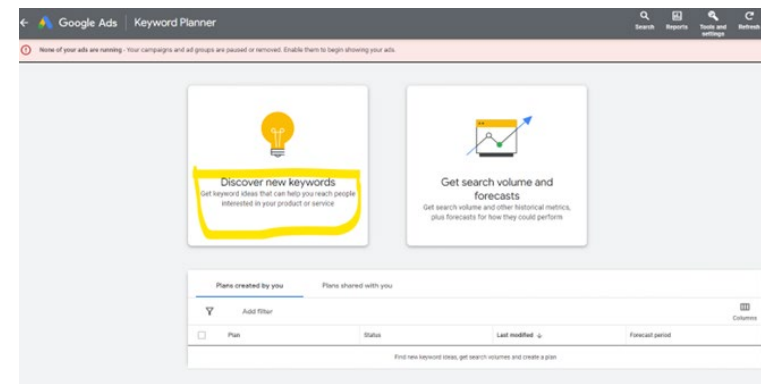 Google Ads | Keyword Planner
Search Reports Tools and settings Refresh
None of your ads are running - Your campaigns and ad groups are paused or removed. Enable them to begin showing your ads.
Discover new keywords
Get keyword ideas that can help you reach people
interested in your product or service
Get search volume and
forecasts
Get search volume and other historical metrics,
plus forecasts for how they could perform
Plans created by you Plans shared with you
Add filter
Columns
Plan Status Last modified Forecast period
Find new keyword ideas, get search volumes and create a plan